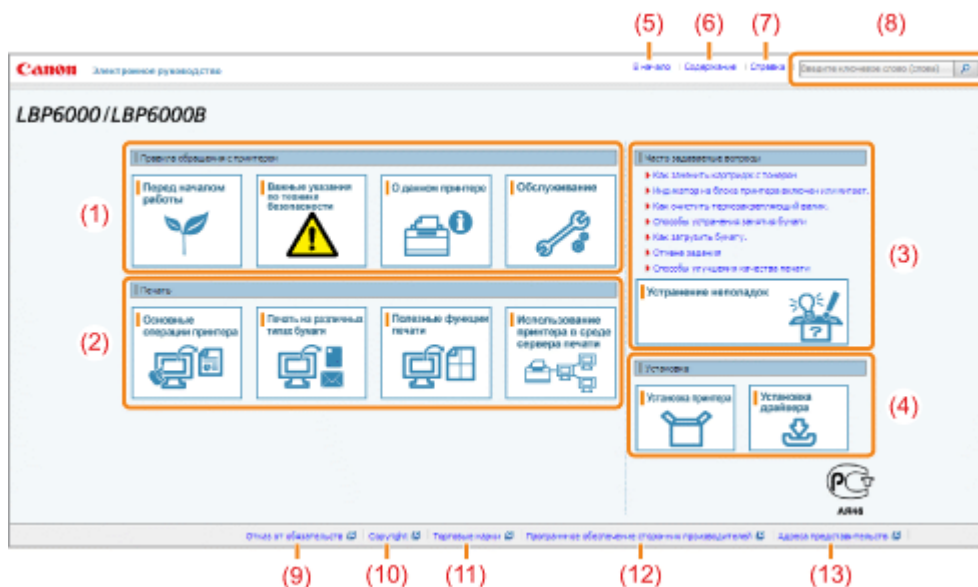 (5) (6) (7) (8)
Canon Электронное руководство
В начало Содержание Справка Введите ключевое слово (слова)
LBP6000/LBP6000B
(1)
Правила обращения с принтером
Перед началом
работы
Важные указания
по технике
безопасности
О данном принтере
Обслуживание
(2)
Печать
Основные
операции принтера
Печать на различных
типах бумаги
Полезные функции
печати
Использование
принтера в среде
сервера печати
Часто задаваемые вопросы
Как заменить картридж с тонером
Индикатор на блоке принтера включен или мигает.
Как очистить термозакрепляющий валик.
Способы устранения замятия бумаги
Как загрузить бумагу.
Отмена задания
Способы улучшения качества печати
(3)
Устранение неполадок
?
Установка
(4)
Установка принтера
Установка
драйвера
РСТ
АЯ46
Отказ от обязательств Copyright Торговые марки Программное обеспечение сторонних производителей Адреса представительств
(9) (10) (11) (12) (13)